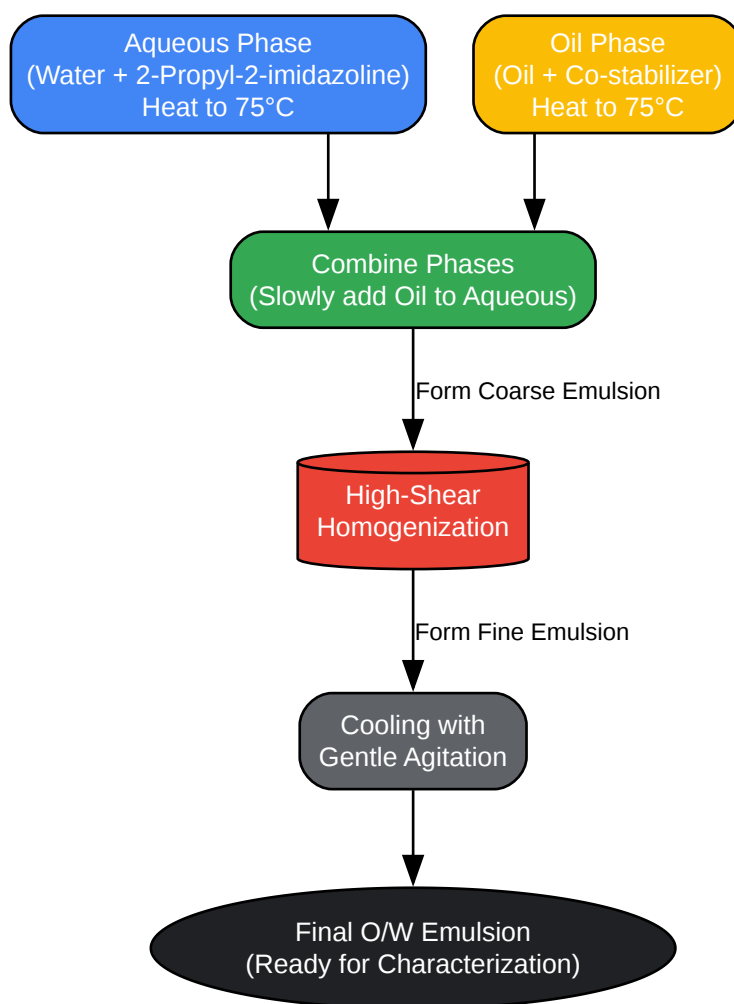 Aqueous Phase
(Water + 2-Propyl-2-imidazoline)
Heat to 75°C
Oil Phase
(Oil + Co-stabilizer)
Heat to 75°C
Combine Phases
(Slowly add Oil to Aqueous)
Form Coarse Emulsion
High-Shear
Homogenization
Form Fine Emulsion
Cooling with
Gentle Agitation
Final O/W Emulsion
(Ready for Characterization)